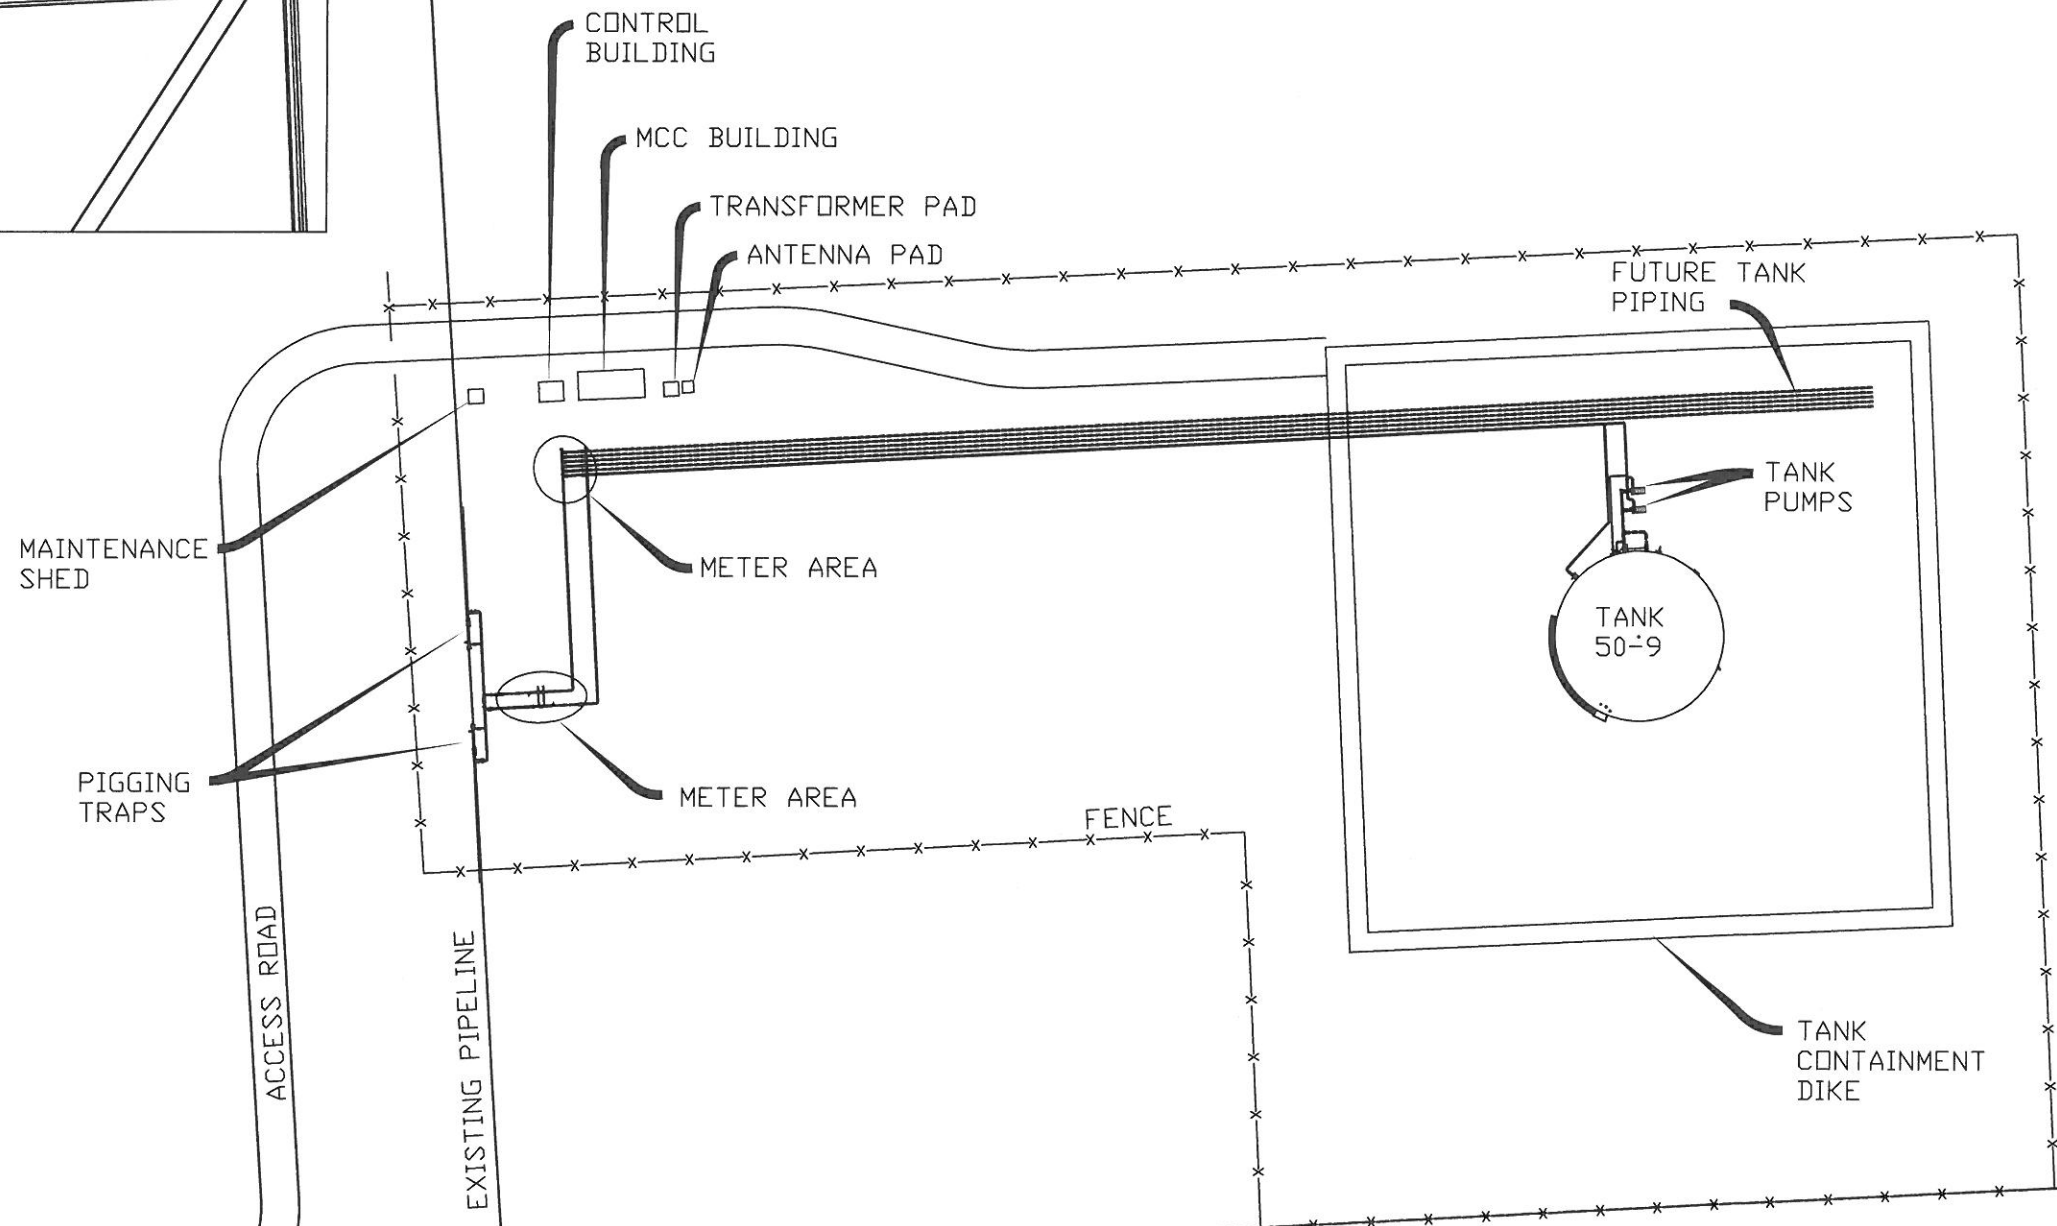 CONTROL
BUILDING
MCC BUILDING
TRANSFORMER PAD
ANTENNA PAD
FUTURE TANK
PIPING
TANK
PUMPS
MAINTENANCE
SHED
METER AREA
TANK
50-9
PIGGING
TRAPS
METER AREA
FENCE
ACCESS ROAD
EXISTING PIPELINE
TANK
CONTAINMENT
DIKE